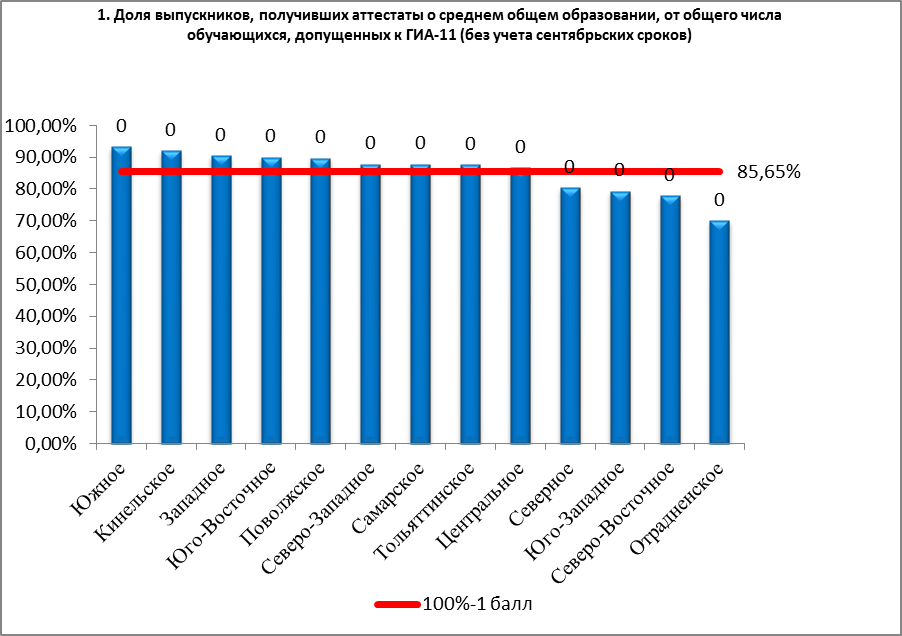 1. Доля выпускников, получивших аттестаты о среднем общем образовании, от общего числа
обучающихся, допущенных к ГИА-11 (без учета сентябрьских сроков)
100,00%
90,00%
80,00%
70,00%
60,00%
50,00%
40,00%
30,00%
20,00%
10,00%
0,00%
0
0
0
0
0
0
0
0
0
0
0
0
0
85,65%
Южное
Кинельское
Западное
Юго-Восточное
Поволжское
Северо-Западное
Самарское
Тольяттинское
Центральное
Северное
Юго-Западное
Северо-Восточное
Отрадненское
100%-1 балл